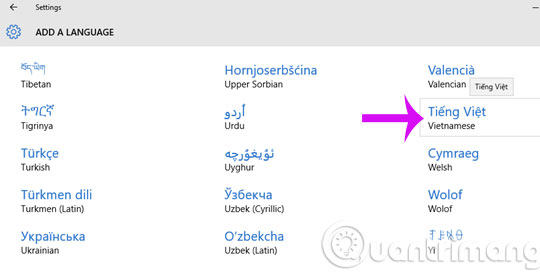 Settings
ADD A LANGUAGE
བོད་ཡིག
Tibetan
Hornjoserbšćina
Upper Sorbian
Valencià
Valencian
Tiếng Việt
ትግርኛ
Tigrinya
اُردو
Urdu
Tiếng Việt
Vietnamese
Türkçe
Turkish
ئۇيغۇرچە
Uyghur
Cymraeg
Welsh
Türkmen dili
Turkmen (Latin)
Ўзбекча
Uzbek (Cyrillic)
Wolof
Wolof
Українська
Ukrainian
O'zbekcha
Uzbek (Latin)
Yi
Quantrimang